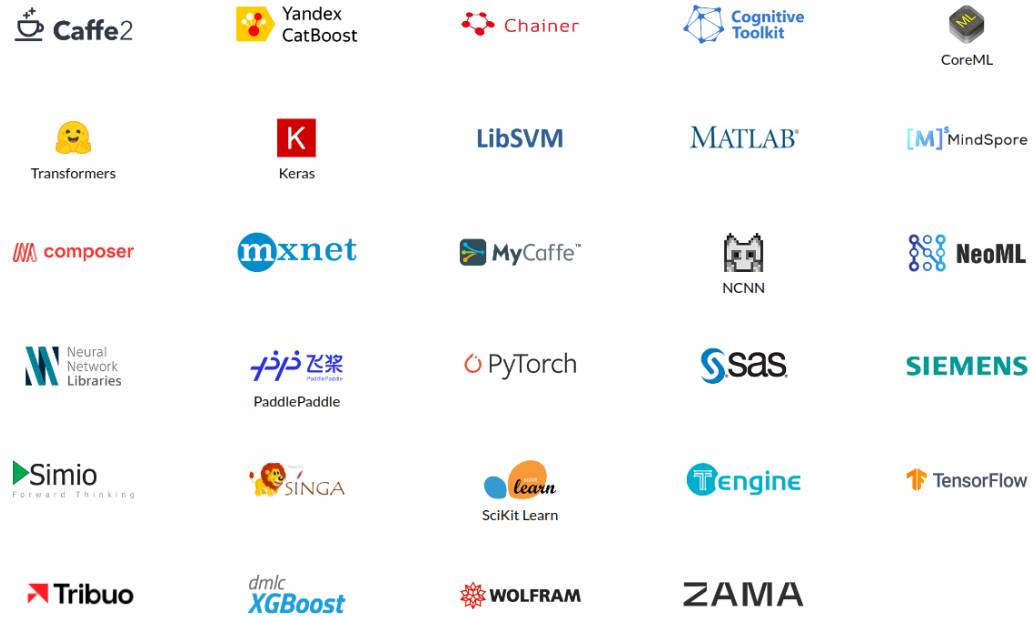 Caffe2
Yandex
CatBoost
Chainer
Cognitive
Toolkit
ML
CoreML
Transformers
K
Keras
LibSVM
MATLAB®
[M]s MindSpore
composer
mxnet
MyCaffe™
NCNN
NeoML
Neural
Network
Libraries
飞桨
PaddlePaddle
PaddlePaddle
PyTorch
sas.
SIEMENS
Simio
Forward Thinking
SINGA
scikit
learn
SciKit Learn
Tengine
TensorFlow
Tribuo
dmlc
XGBoost
WOLFRAM
ZAMA